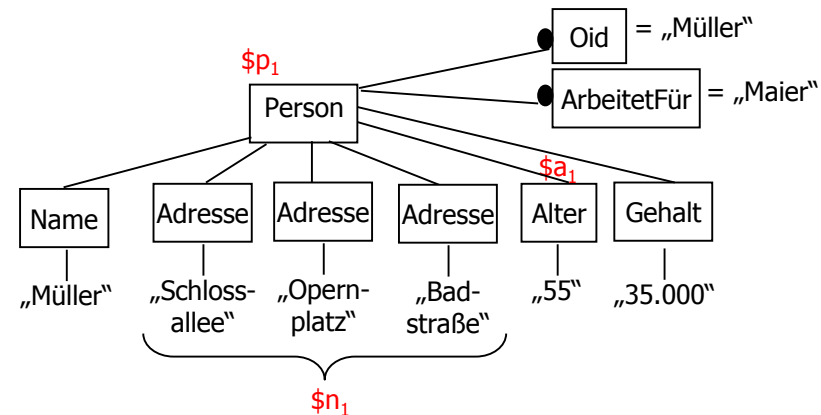 Oid = „Müller“
$p1
ArbeitetFür = „Maier“
Person
$a1
Name Adresse Adresse Adresse Alter Gehalt
„Müller“ „Schloss- „Opern- „Bad- „55“ „35.000“
allee“ platz“ straße“
$n1